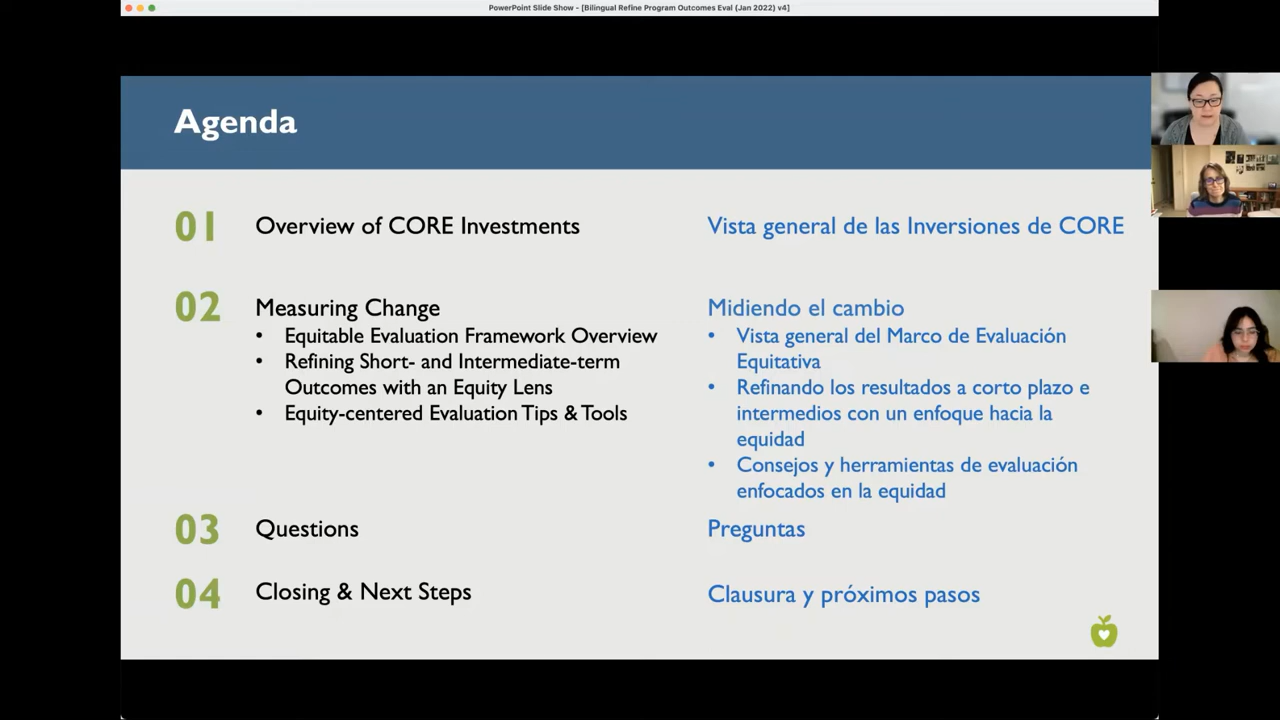 PowerPoint Slide Show - [Bilingual Refine Program Outcomes Eval (Jan 2022) v4]
Agenda
01
Overview of CORE Investments
Vista general de las Inversiones de CORE
02
Measuring Change
• Equitable Evaluation Framework Overview
• Refining Short- and Intermediate-term
Outcomes with an Equity Lens
• Equity-centered Evaluation Tips & Tools
Midiendo el cambio
• Vista general del Marco de Evaluación
Equitativa
• Refinando los resultados a corto plazo e
intermedios con un enfoque hacia la
equidad
• Consejos y herramientas de evaluación
enfocados en la equidad
03
Questions
Preguntas
04
Closing & Next Steps
Clausura y próximos pasos